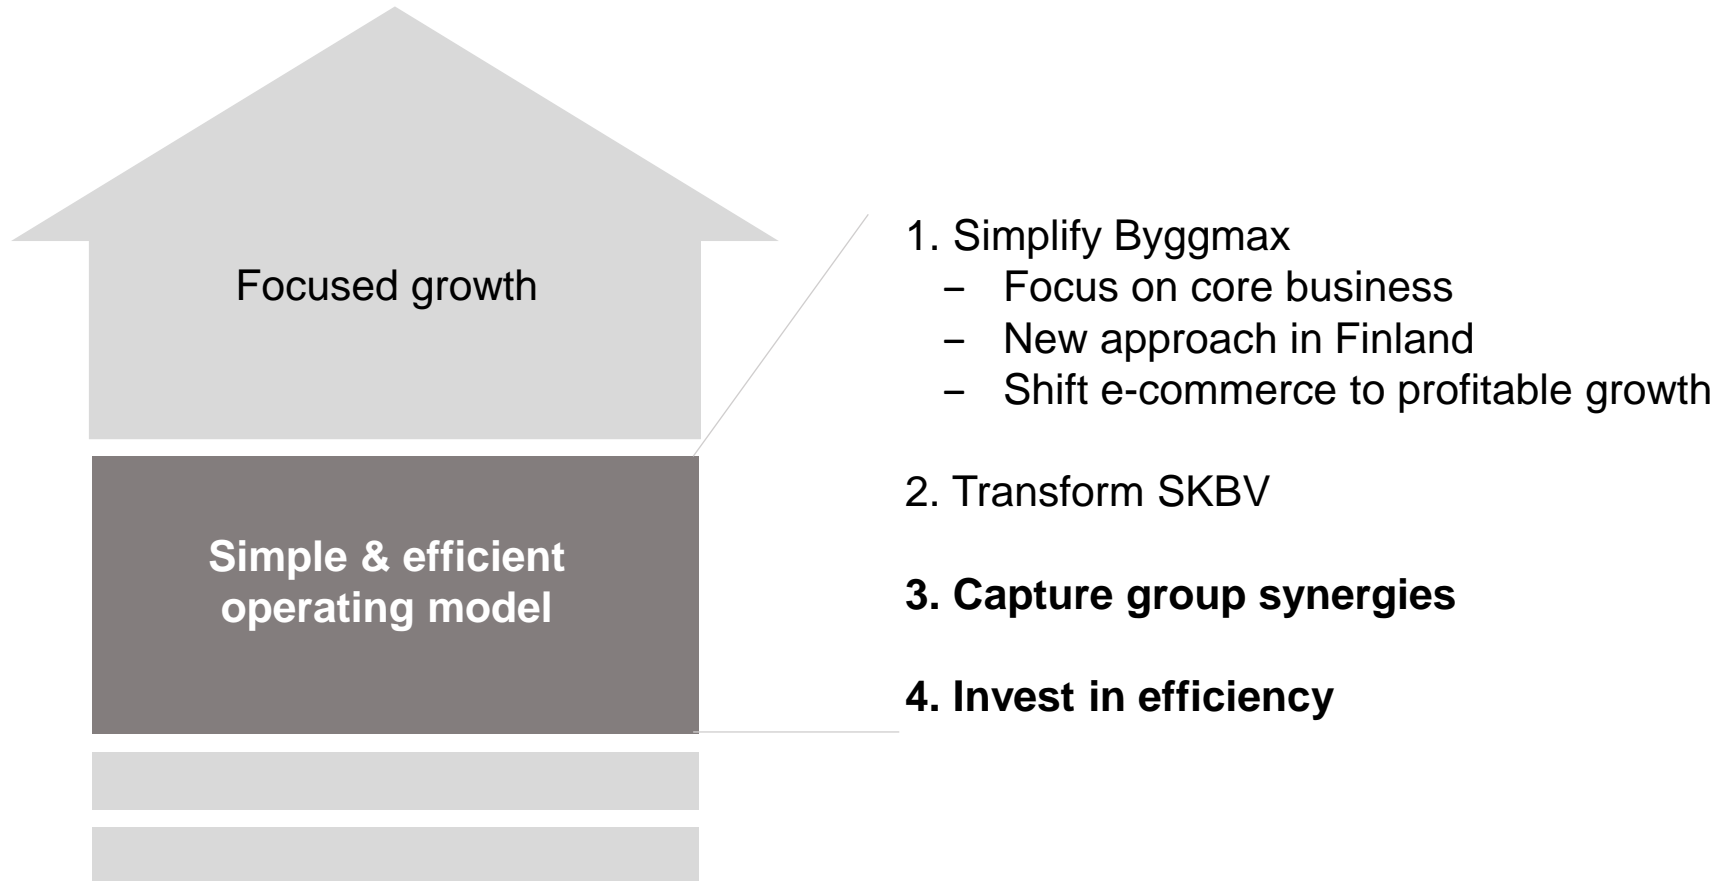 Focused growth
Simple & efficient
operating model
1. Simplify Byggmax
– Focus on core business
– New approach in Finland
– Shift e-commerce to profitable growth
2. Transform SKBV
3. Capture group synergies
4. Invest in efficiency